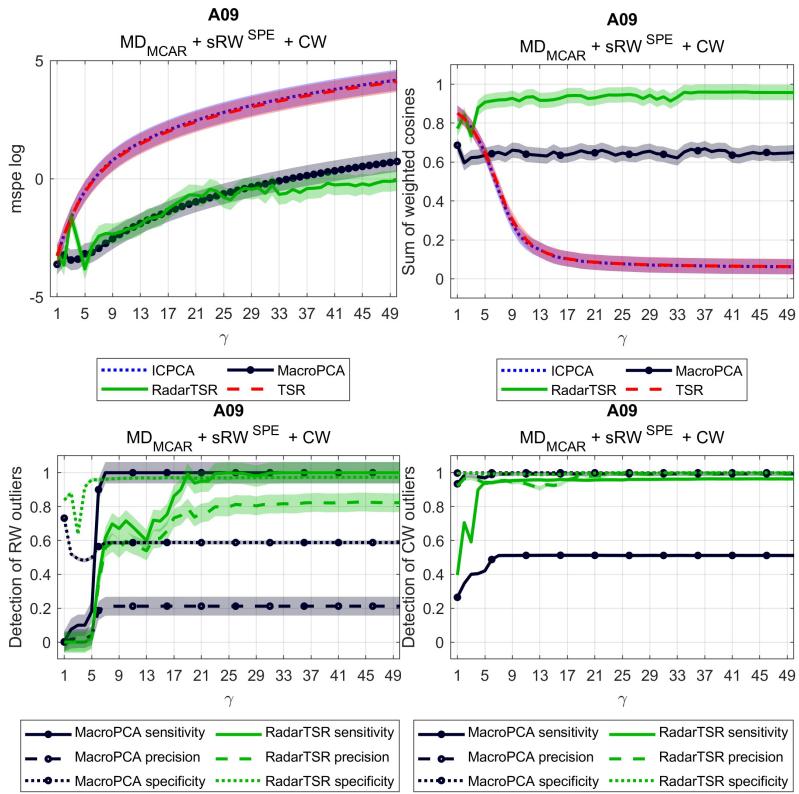 A09
MD_MCAR + sRW^SPE + CW
5
0
-5
mspe log
1 5 9 13 17 21 25 29 33 37 41 45 49
γ
ICPCA MacroPCA
RadarTSR TSR
A09
MD_MCAR + sRW^SPE + CW
1
0.8
0.6
0.4
0.2
0
Sum of weighted cosines
1 5 9 13 17 21 25 29 33 37 41 45 49
γ
ICPCA MacroPCA
RadarTSR TSR
A09
MD_MCAR + sRW^SPE + CW
1
0.8
0.6
0.4
0.2
0
Detection of RW outliers
1 5 9 13 17 21 25 29 33 37 41 45 49
γ
MacroPCA sensitivity RadarTSR sensitivity
MacroPCA precision RadarTSR precision
MacroPCA specificity RadarTSR specificity
A09
MD_MCAR + sRW^SPE + CW
1
0.8
0.6
0.4
0.2
0
Detection of CW outliers
1 5 9 13 17 21 25 29 33 37 41 45 49
γ
MacroPCA sensitivity RadarTSR sensitivity
MacroPCA precision RadarTSR precision
MacroPCA specificity RadarTSR specificity